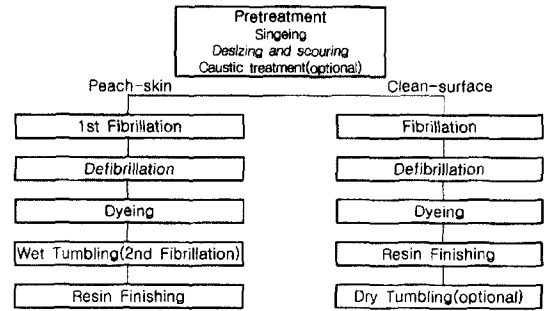 Pretreatment
Singeing
Desizing and scouring
Caustic treatment(optional)
Peach-skin
Clean-surface
1st Fibrillation
Fibrillation
Defibrillation
Defibrillation
Dyeing
Dyeing
Wet Tumbling(2nd Fibrillation)
Resin Finishing
Resin Finishing
Dry Tumbling(optional)